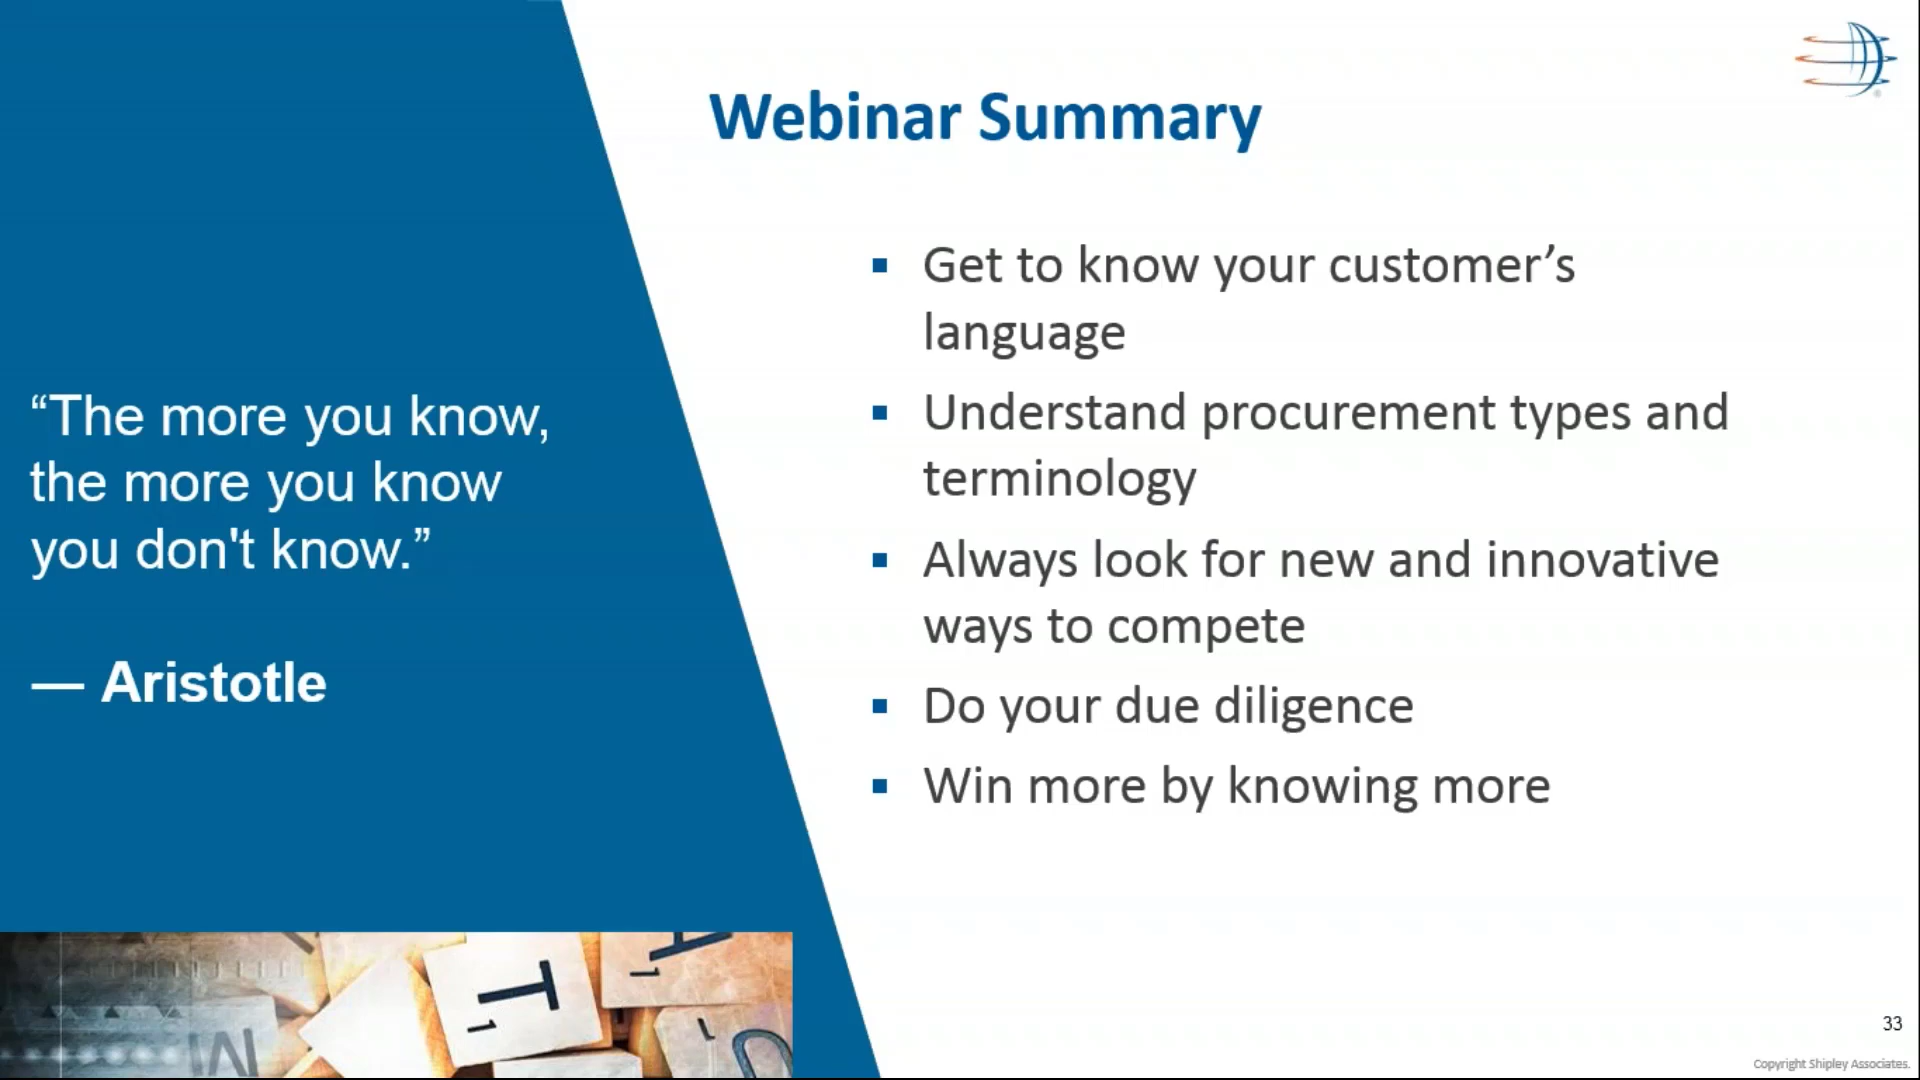 Webinar Summary
“The more you know,
the more you know
you don't know.”
— Aristotle
▪ Get to know your customer’s
language
▪ Understand procurement types and
terminology
▪ Always look for new and innovative
ways to compete
▪ Do your due diligence
▪ Win more by knowing more
T
1
A
1
W
33
Copyright Shipley Associates.